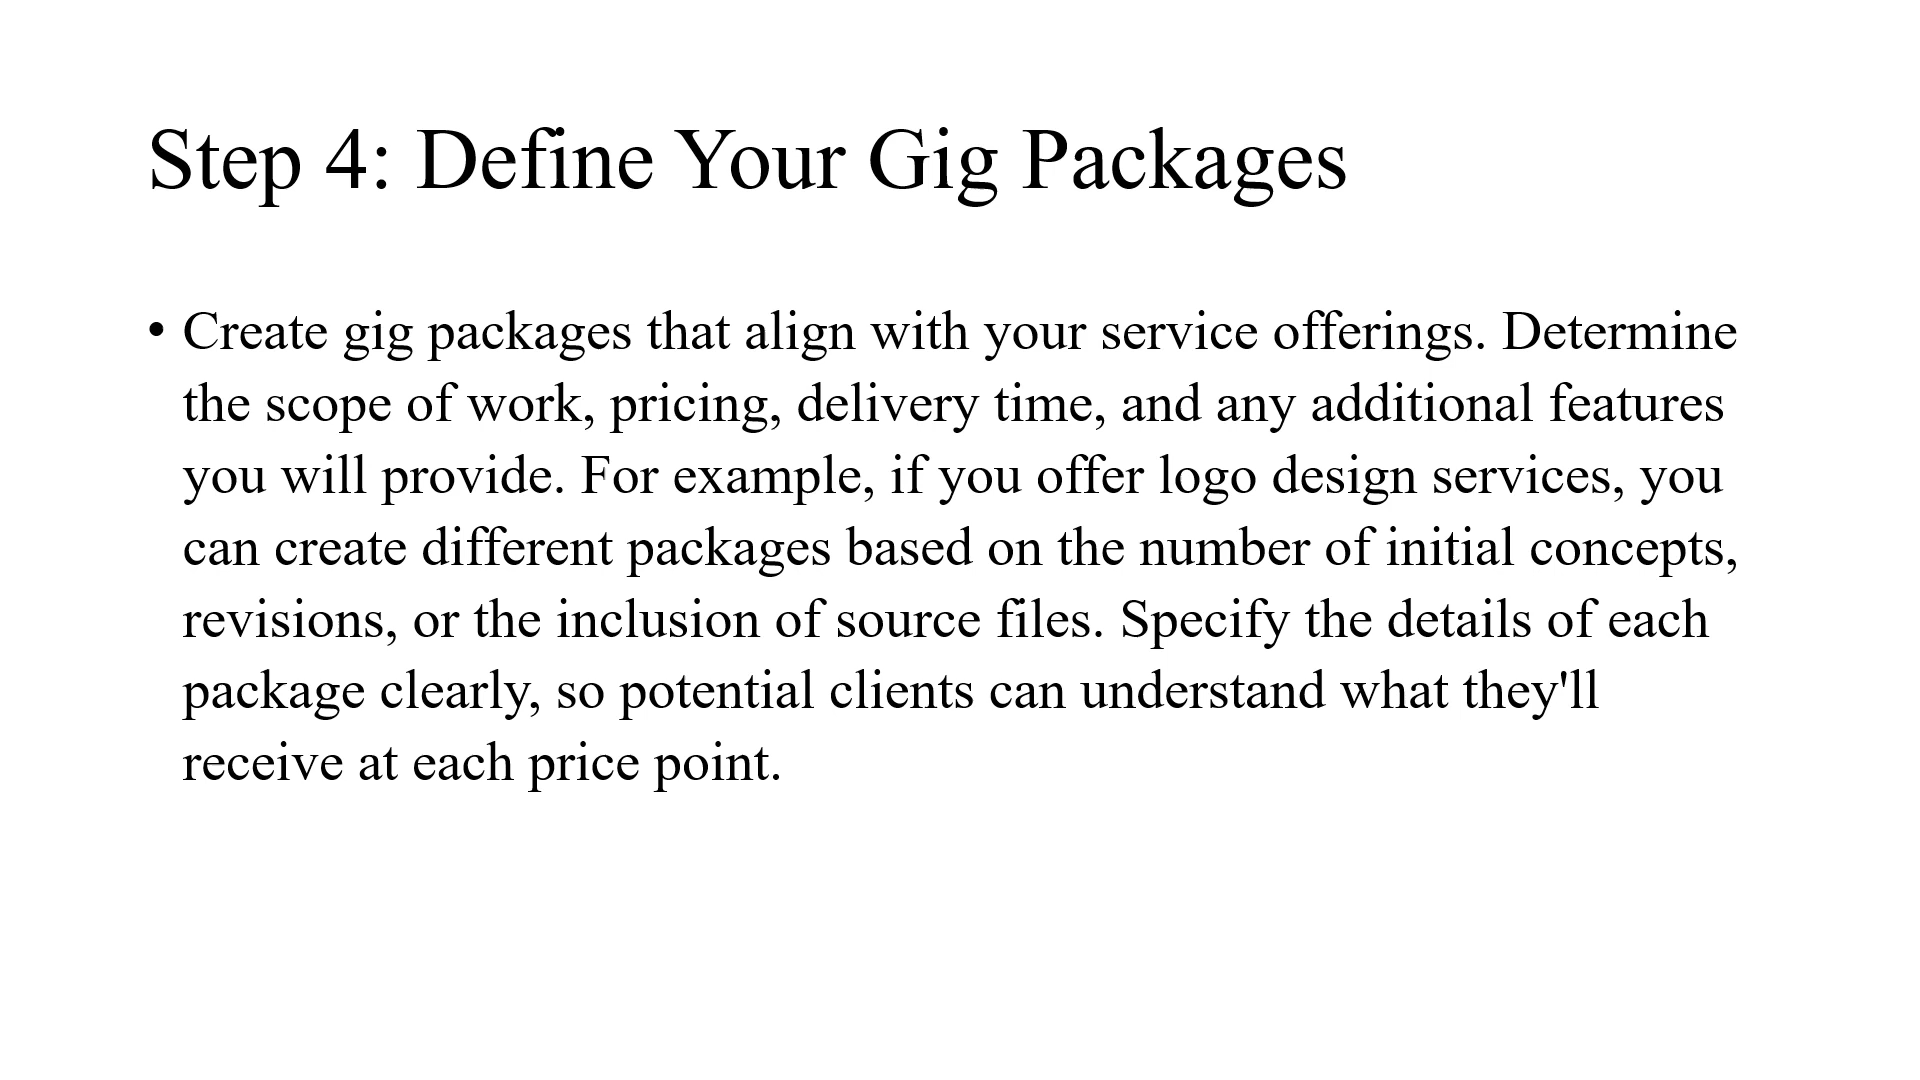 Step 4: Define Your Gig Packages
• Create gig packages that align with your service offerings. Determine
the scope of work, pricing, delivery time, and any additional features
you will provide. For example, if you offer logo design services, you
can create different packages based on the number of initial concepts,
revisions, or the inclusion of source files. Specify the details of each
package clearly, so potential clients can understand what they'll
receive at each price point.